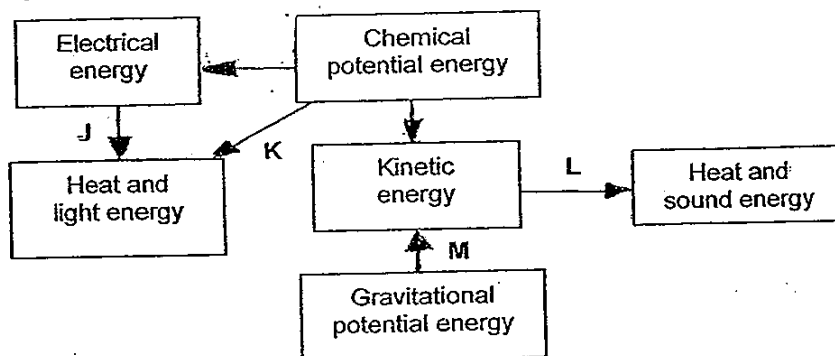 Electrical
energy
Chemical
potential energy
J
K
Heat and
light energy
Kinetic
energy
L
Heat and
sound energy
M
Gravitational
potential energy